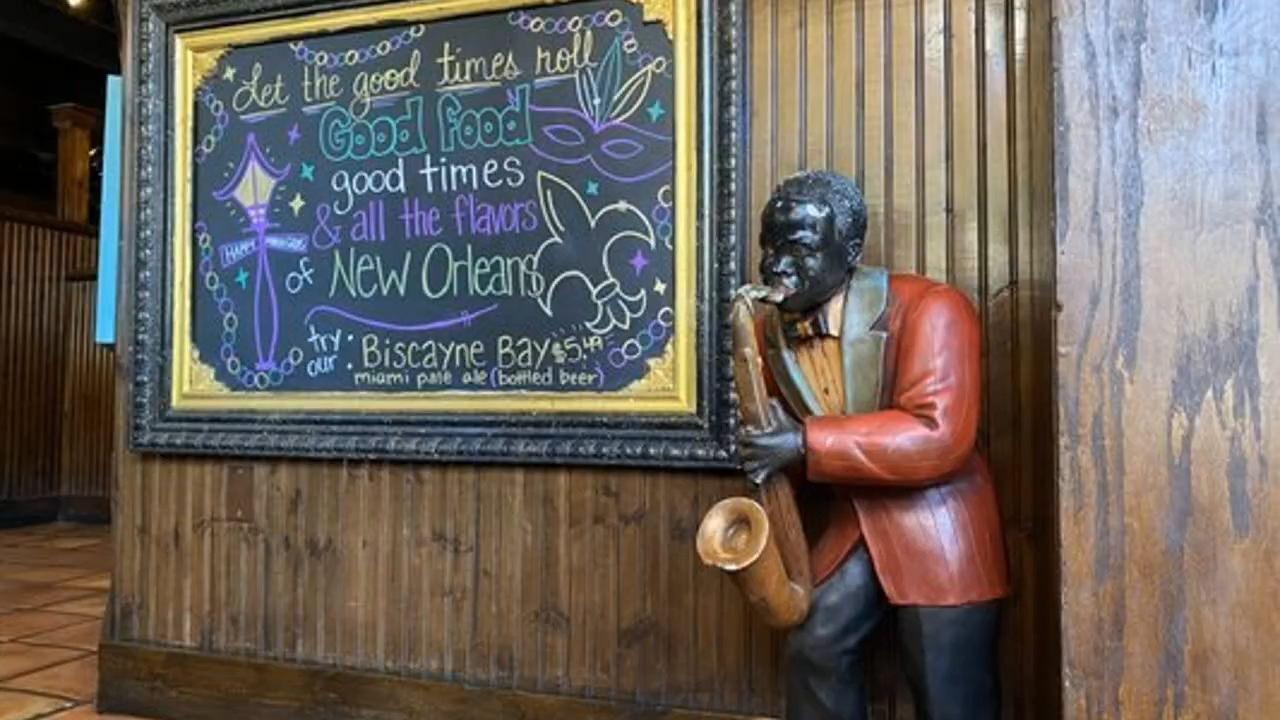 Let the good times roll
Good Food
good times
& all the flavors
of New Orleans
HAPPY
try our: Biscayne Bay $5.49
miami pale ale (bottled beer)